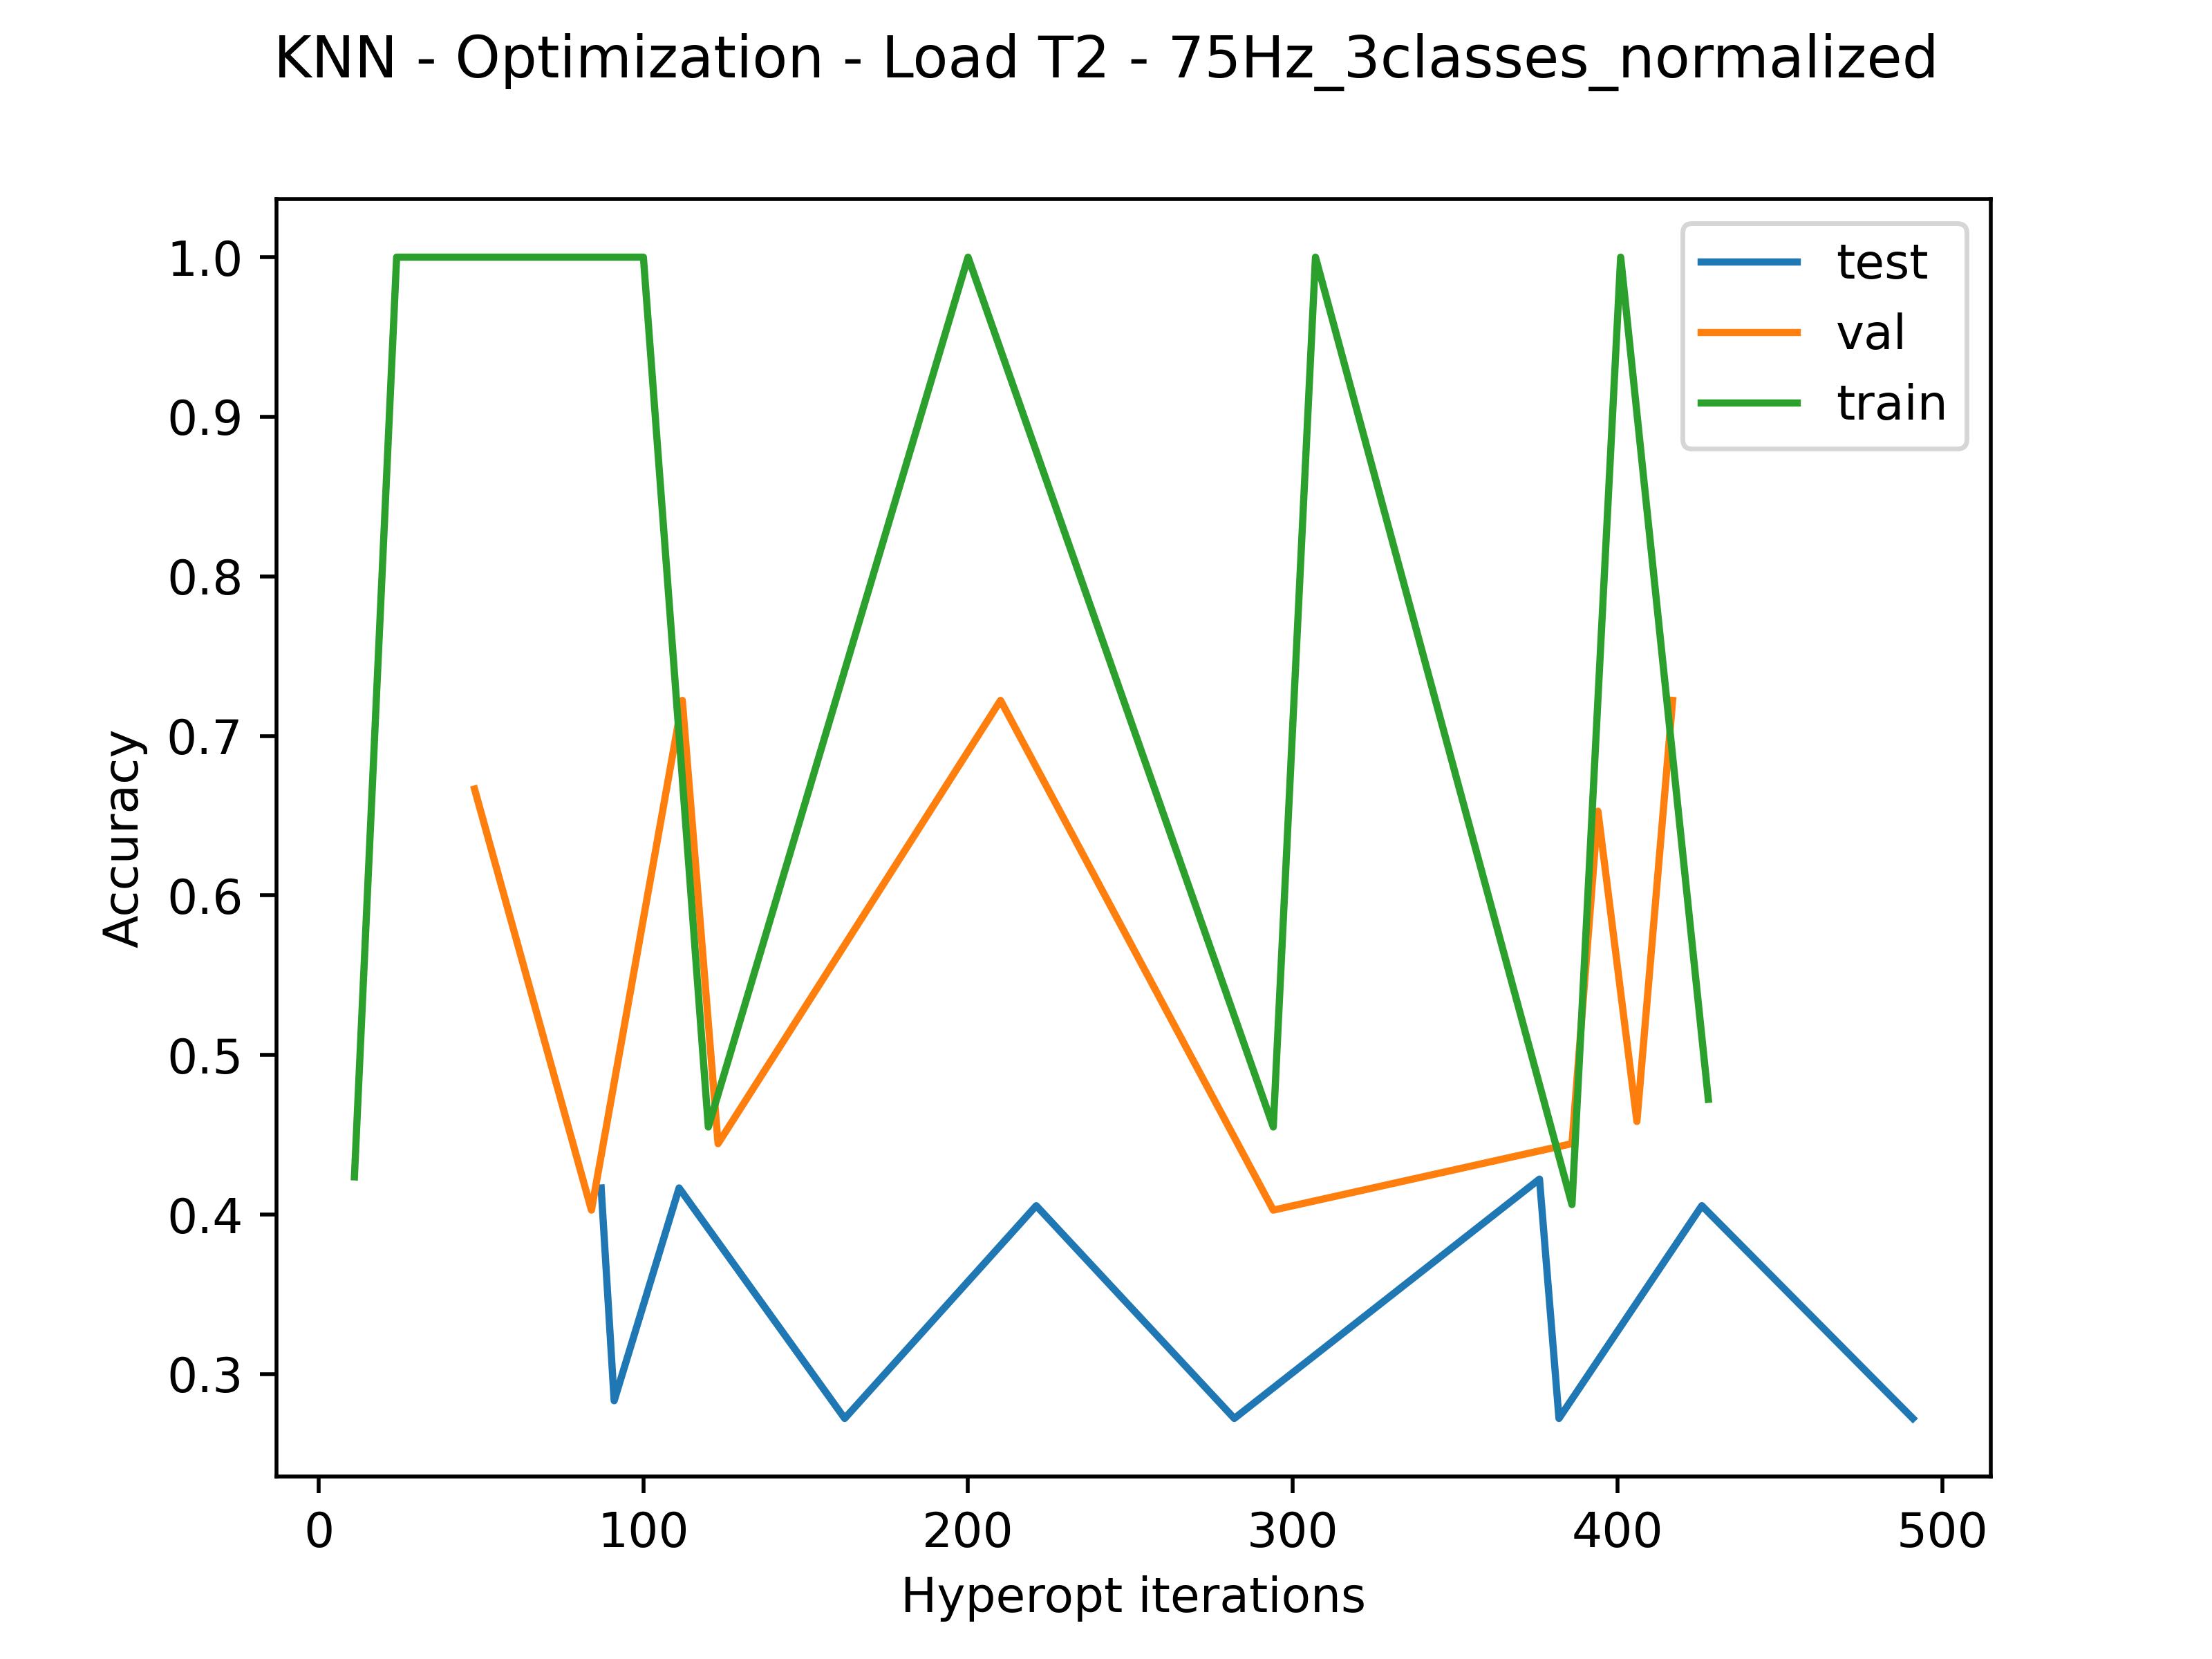 KNN - Optimization - Load T2 - 75Hz_3classes_normalized
1.0
0.9
0.8
0.7
0.6
0.5
0.4
0.3
Accuracy
test
val
train
0 100 200 300 400 500
Hyperopt iterations